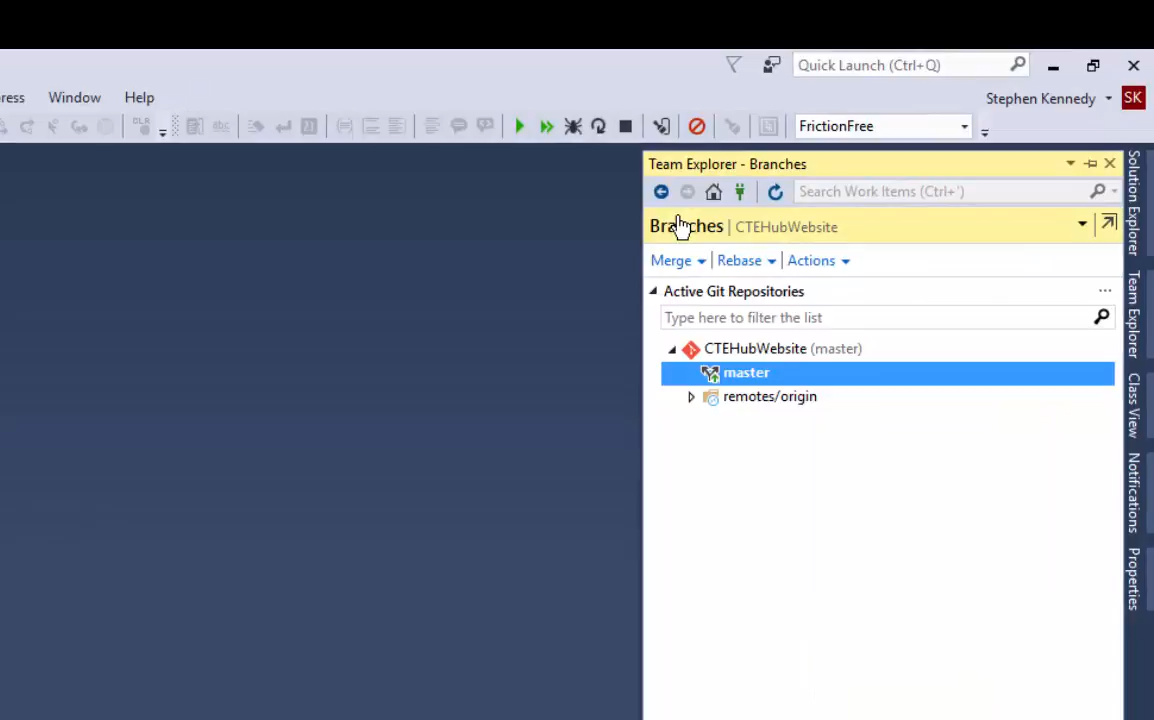 Quick Launch (Ctrl+Q)
ress Window Help
Stephen Kennedy SK
DLR abc FrictionFree
Team Explorer - Branches
Search Work Items (Ctrl+')
Branches | CTEHubWebsite
Merge | Rebase | Actions
Active Git Repositories ...
Type here to filter the list
CTEHubWebsite (master)
master
remotes/origin
Solution Explorer
Team Explorer
Class View
Notifications
Properties